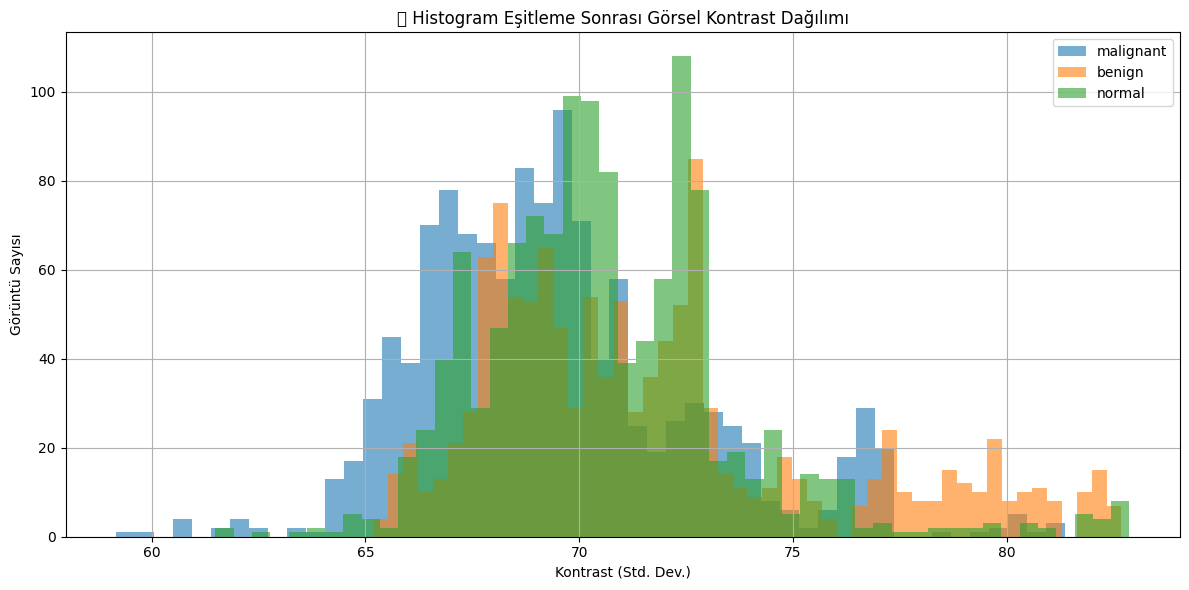 Histogram Eşitleme Sonrası Görsel Kontrast Dağılımı
malignant
benign
normal
Görüntü Sayısı
100
80
60
40
20
0
60 65 70 75 80
Kontrast (Std. Dev.)